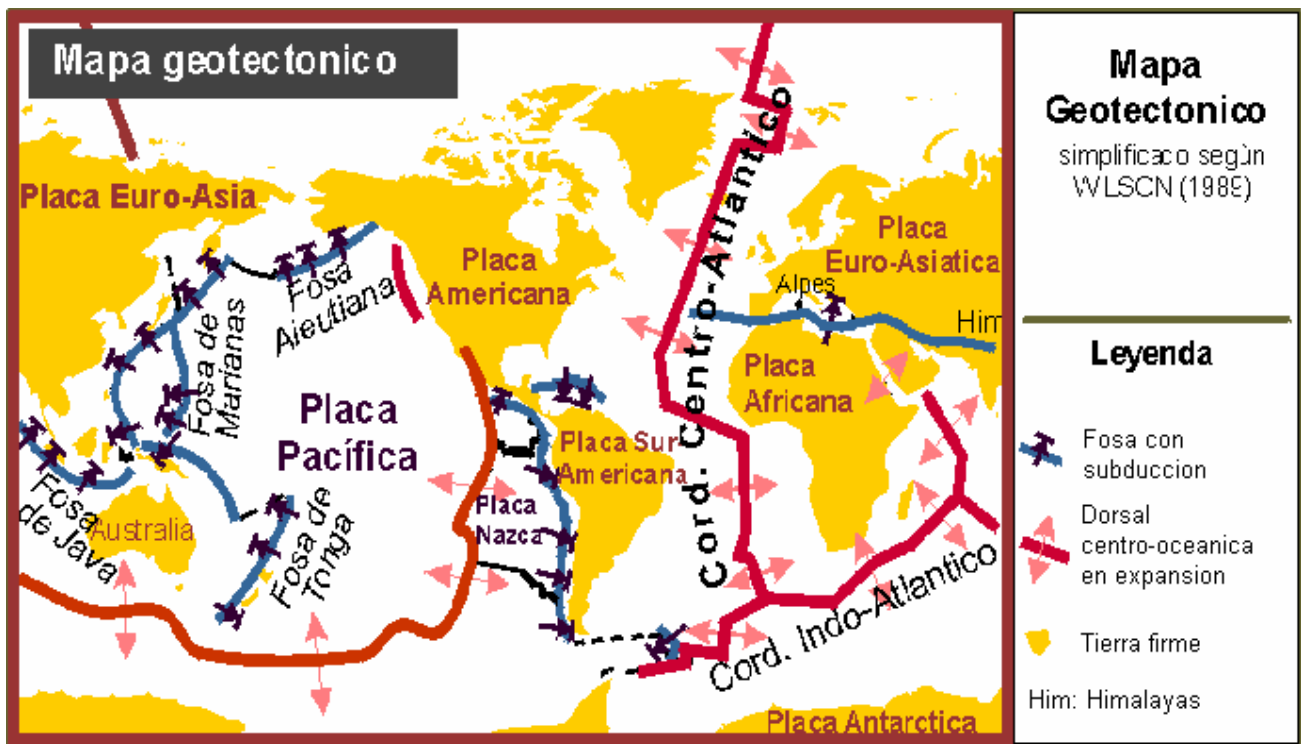 Mapa geotectonico
Placa Euro-Asia
Fosa
Aieutiana
Fosa de
Marianas
Placa
Americana
Placa
Pacífica
Placa
Nazca
Placa Sur
Americana
Fosa
de Java
Australia
Fosa de
Tonga
Cord. Centro-Atlantíco
Placa
Euro-Asiatica
Alpes
Him
Placa
Africana
Cord. Indo-Atlantico
Placa Antarctica
Mapa
Geotectonico
simplificaco según
WLSCN (1989)
Leyenda
Fosa con
subduccion
Dorsal
centro-oceanica
en expansion
Tierra firme
Him: Himalayas